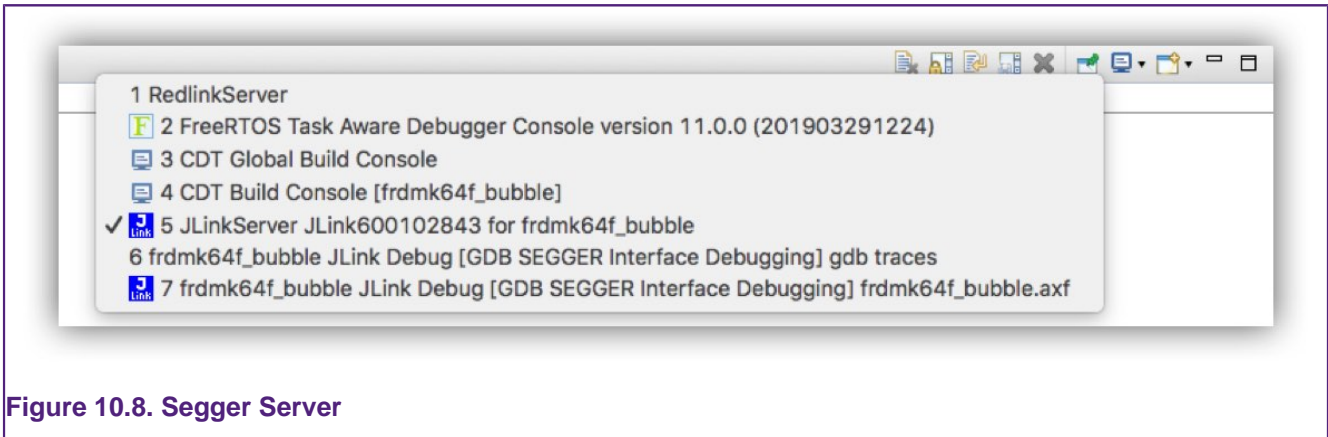 1 RedlinkServer
F 2 FreeRTOS Task Aware Debugger Console version 11.0.0 (201903291224)
3 CDT Global Build Console
4 CDT Build Console [frdmk64f_bubble]
J Link 5 JLinkServer JLink600102843 for frdmk64f_bubble
6 frdmk64f_bubble JLink Debug [GDB SEGGER Interface Debugging] gdb traces
J Link 7 frdmk64f_bubble JLink Debug [GDB SEGGER Interface Debugging] frdmk64f_bubble.axf
Figure 10.8. Segger Server